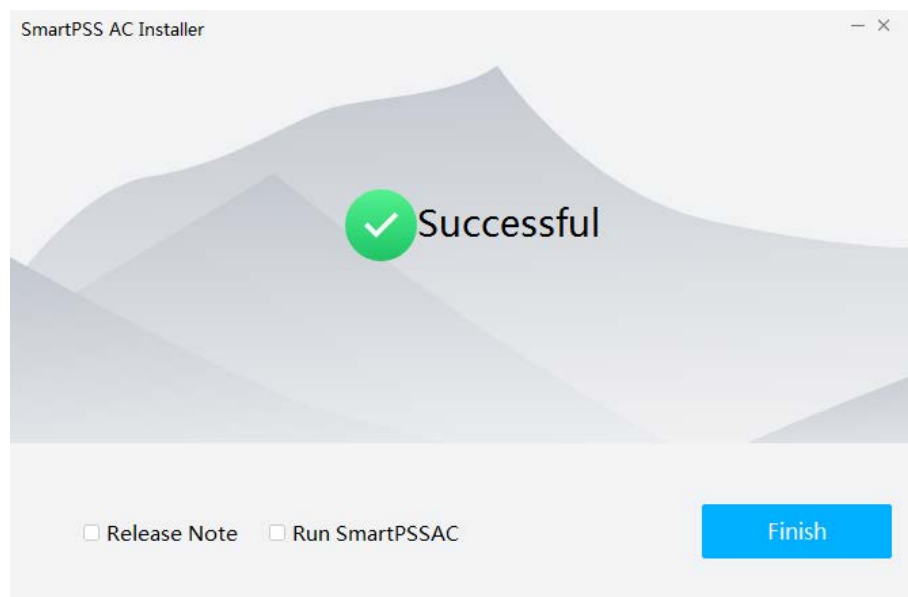 SmartPSS AC Installer
Successful
Release Note
Run SmartPSSAC
Finish